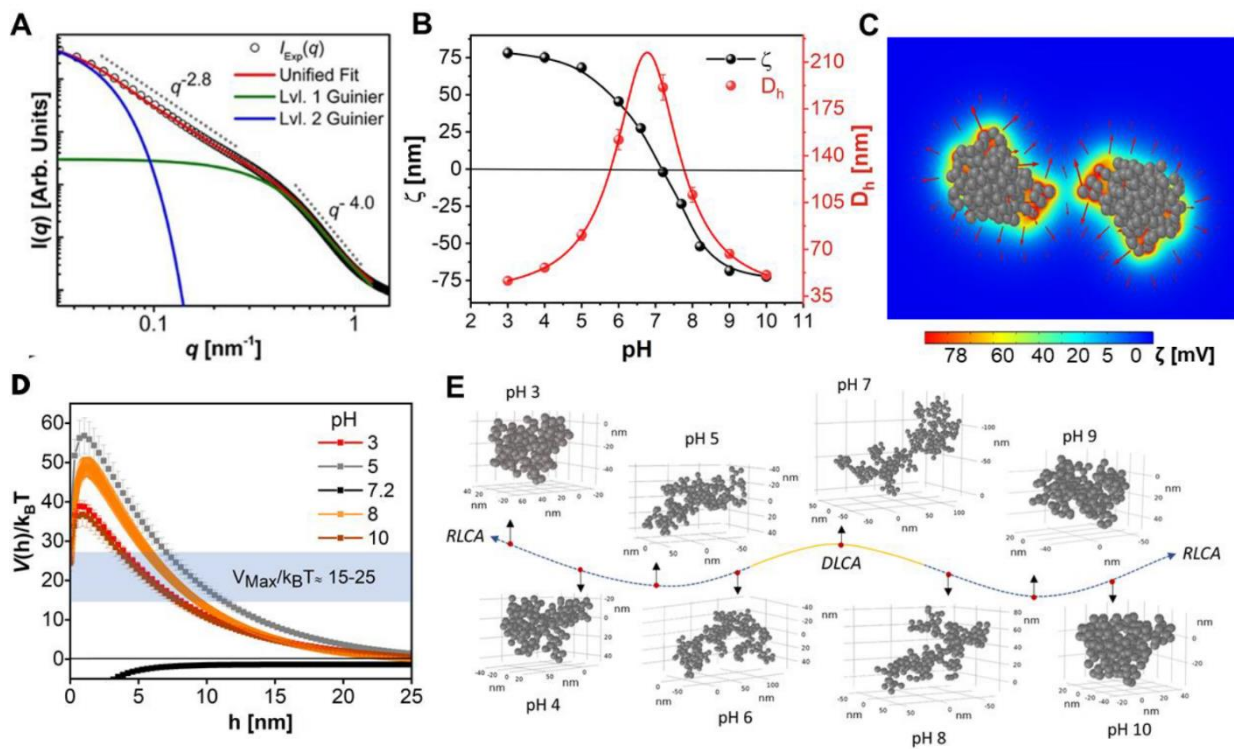 A
I(q) [Arb. Units]
I_Exp(q)
Unified Fit
Lvl. 1 Guinier
Lvl. 2 Guinier
q^-2.8
q^-4.0
0.1
1
q [nm^-1]
B
ζ
D_h
ζ [nm]
75
50
25
0
-25
-50
-75
2
3
4
5
6
7
8
9
10
11
pH
210
175
140
105
70
35
D_h [nm]
C
78 60 40 20 5 0 ζ [mV]
D
V(h)/k_BT
60
50
40
30
20
10
0
pH
3
5
7.2
8
10
V_Max/k_BT≈ 15-25
0 5 10 15 20 25
h [nm]
E
pH 3
pH 5
pH 7
pH 9
RLCA
DLCA
RLCA
pH 4
pH 6
pH 8
pH 10